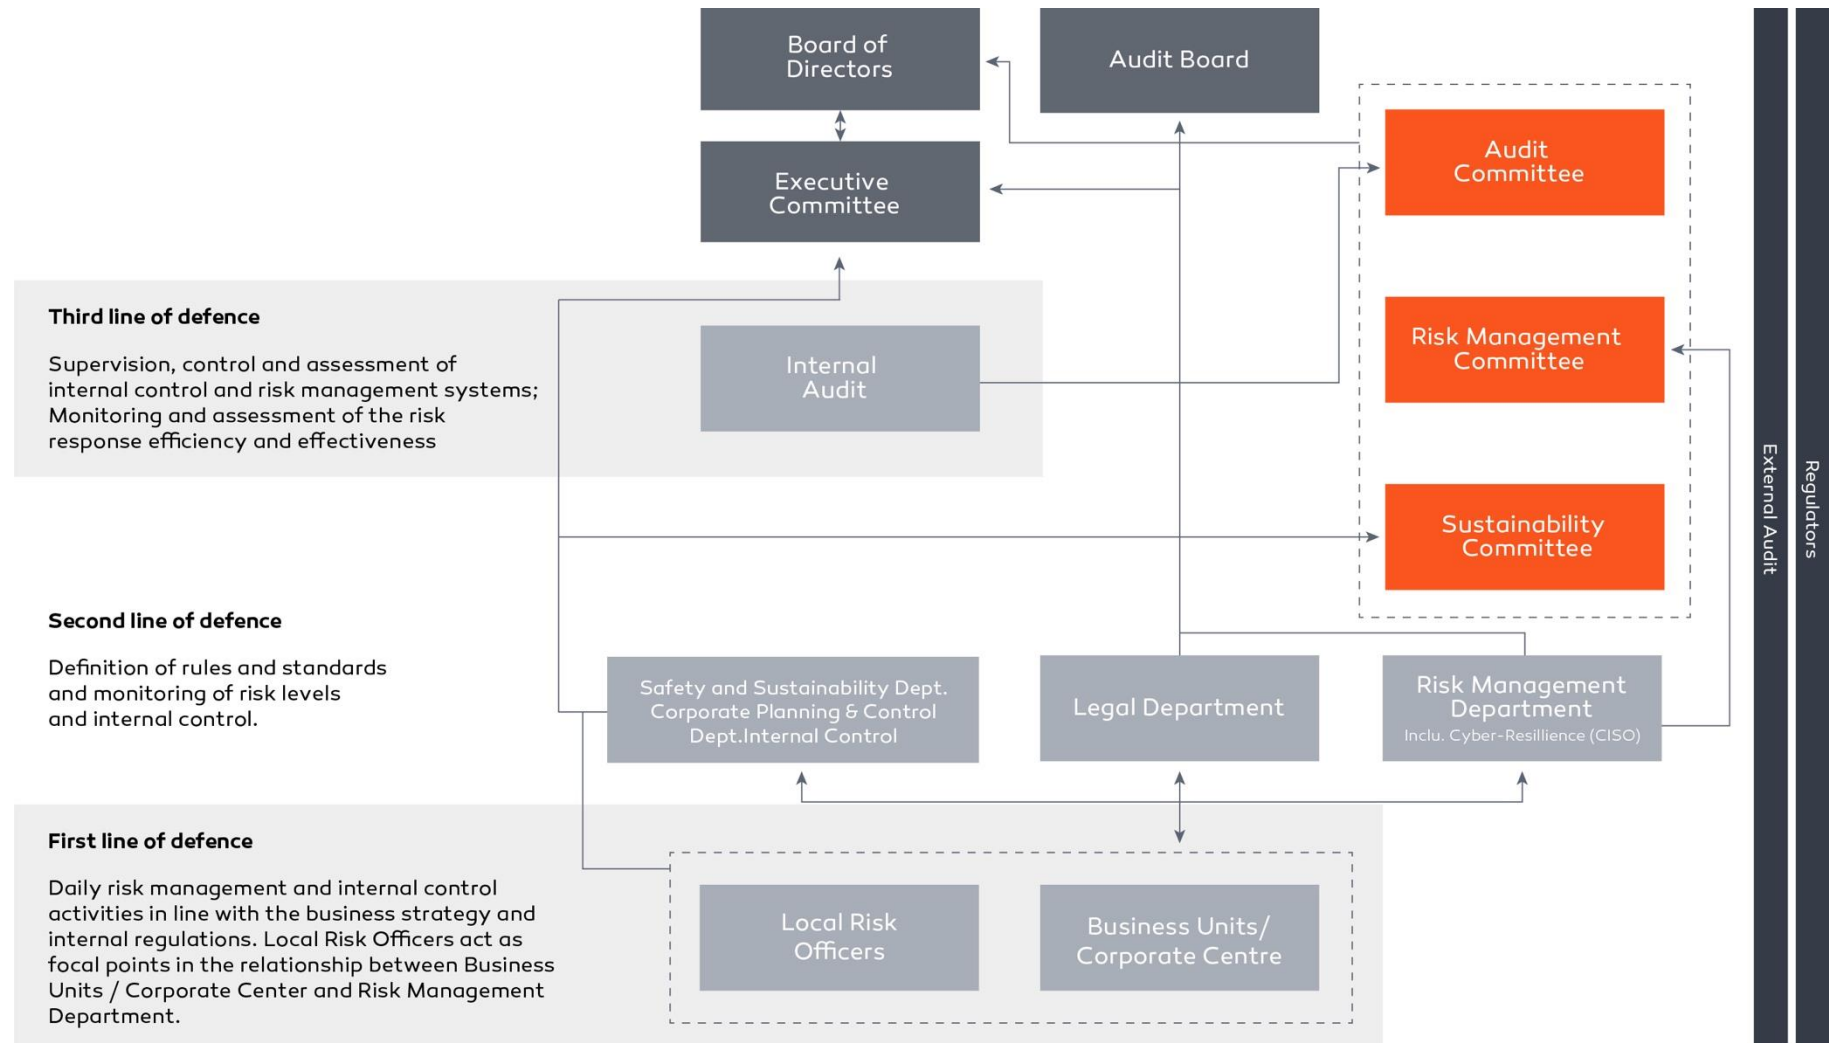 Board of
Directors
Audit Board
Audit
Committee
Executive
Committee
Third line of defence
Supervision, control and assessment of
internal control and risk management systems;
Monitoring and assessment of the risk
response efficiency and effectiveness
Internal
Audit
Risk Management
Committee
Sustainability
Committee
External Audit
Regulators
Second line of defence
Definition of rules and standards
and monitoring of risk levels
and internal control.
Safety and Sustainability Dept.
Corporate Planning & Control
Dept.Internal Control
Legal Department
Risk Management
Department
Inclu. Cyber-Resillience (CISO)
First line of defence
Daily risk management and internal control
activities in line with the business strategy and
internal regulations. Local Risk Officers act as
focal points in the relationship between Business
Units / Corporate Center and Risk Management
Department.
Local Risk
Officers
Business Units/
Corporate Centre